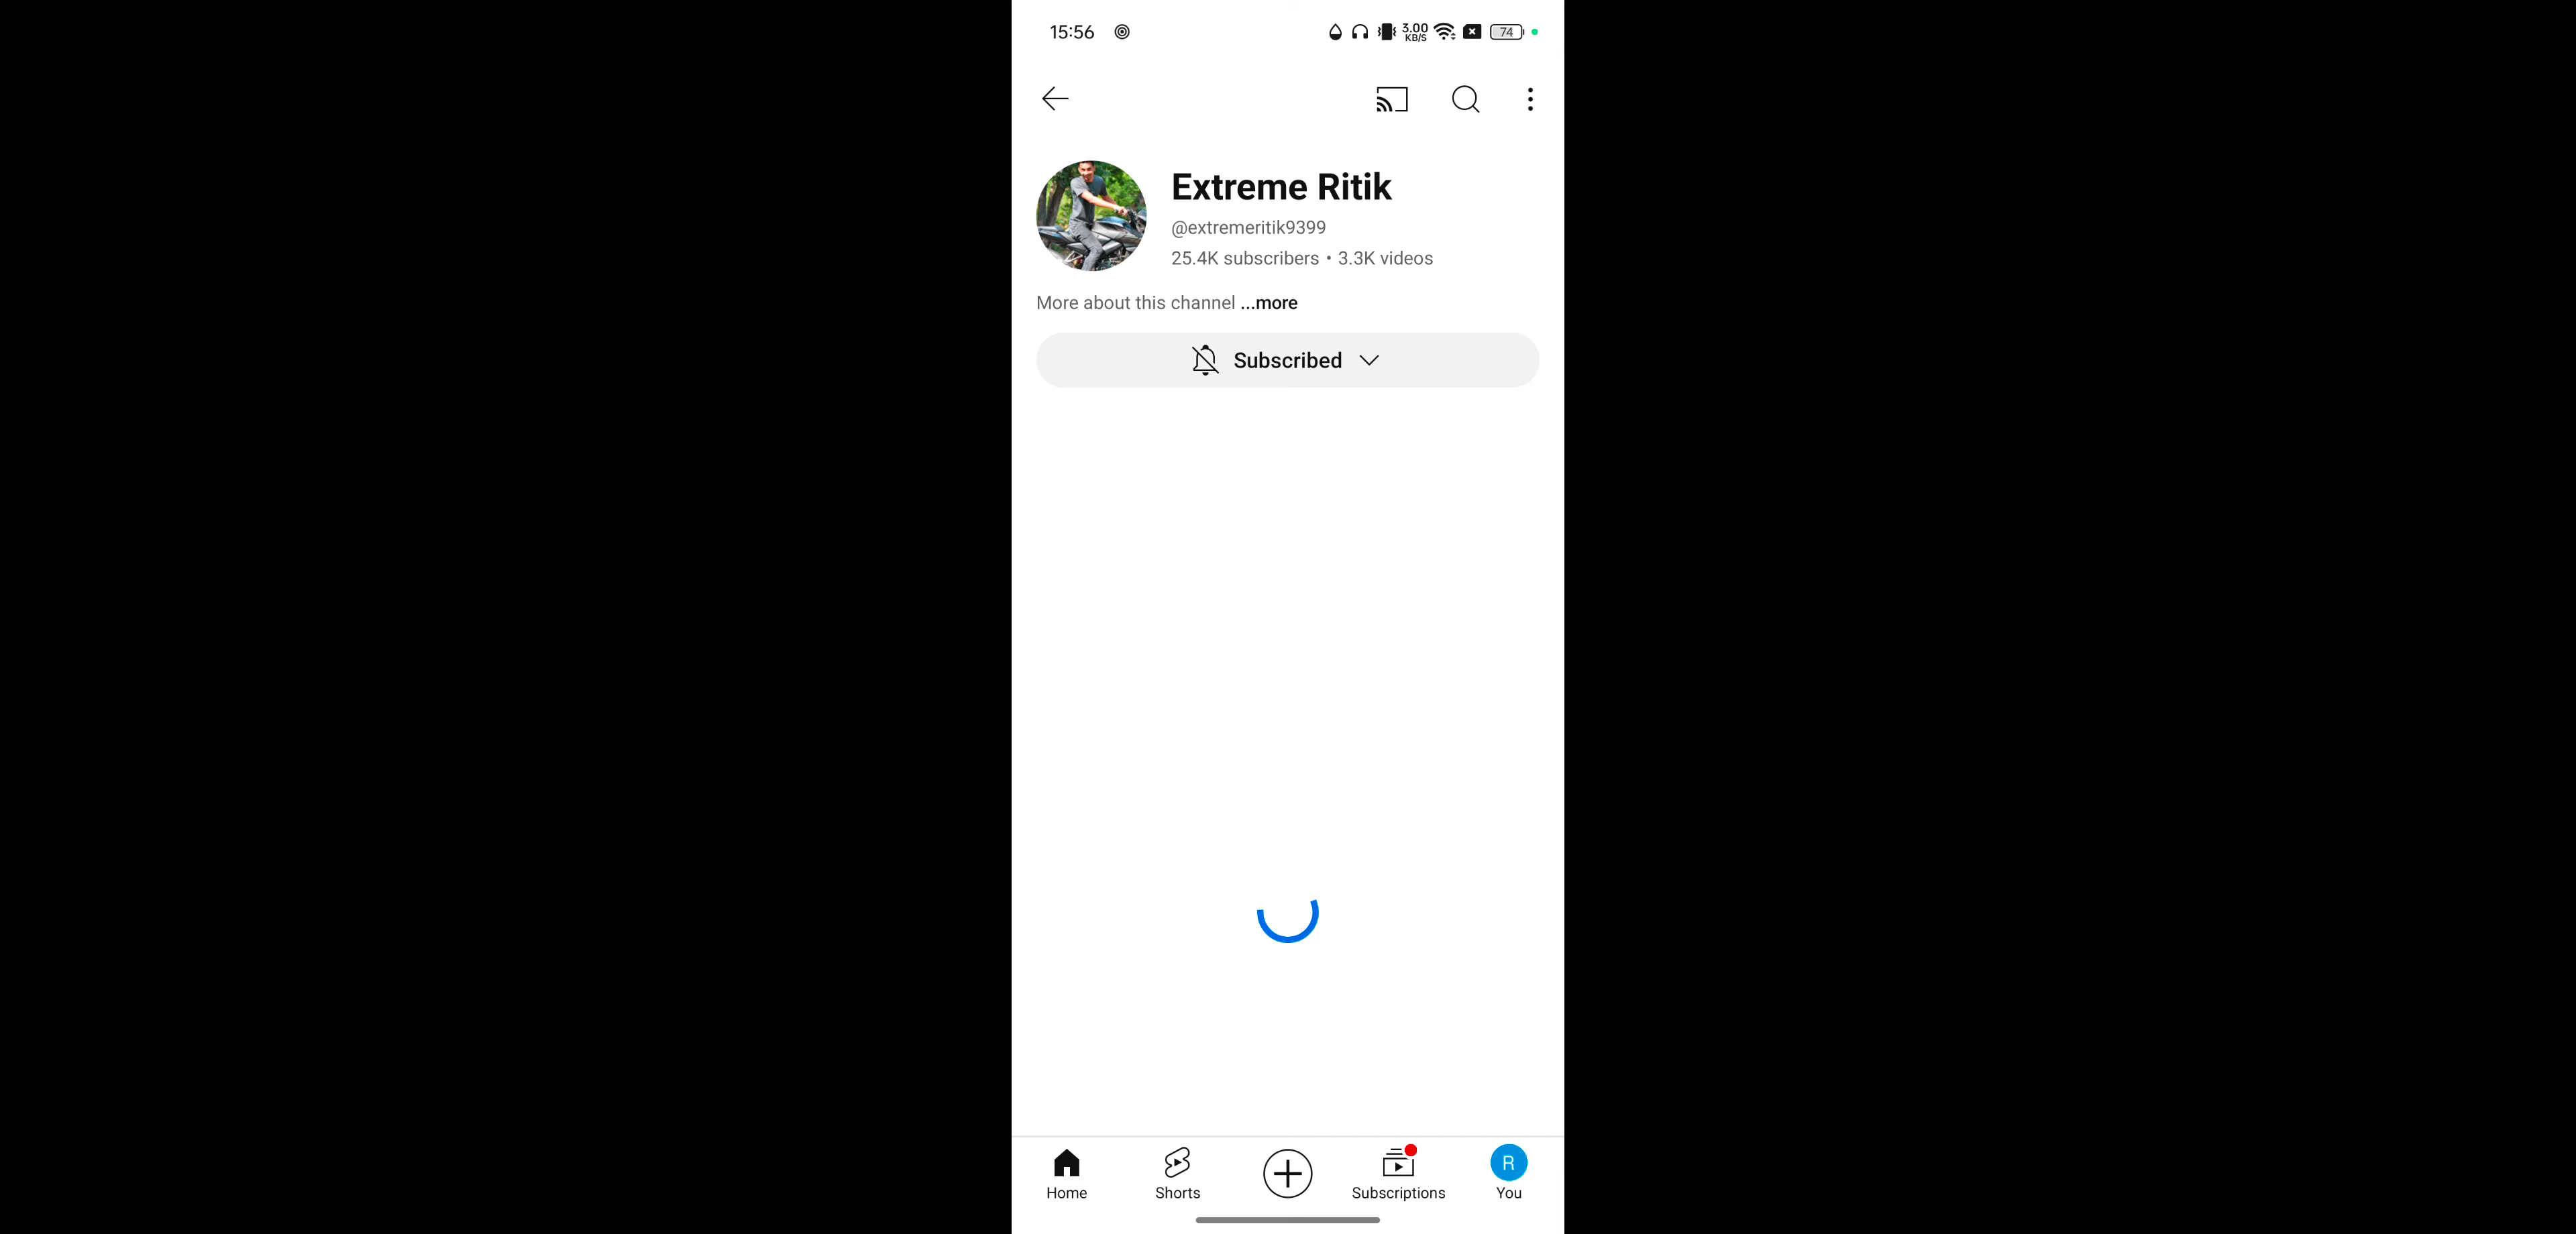 15:56
3.00
KB/S
74
Extreme Ritik
@extremeritik9399
25.4K subscribers • 3.3K videos
More about this channel ...more
Subscribed
Home
Shorts
Subscriptions
R
You